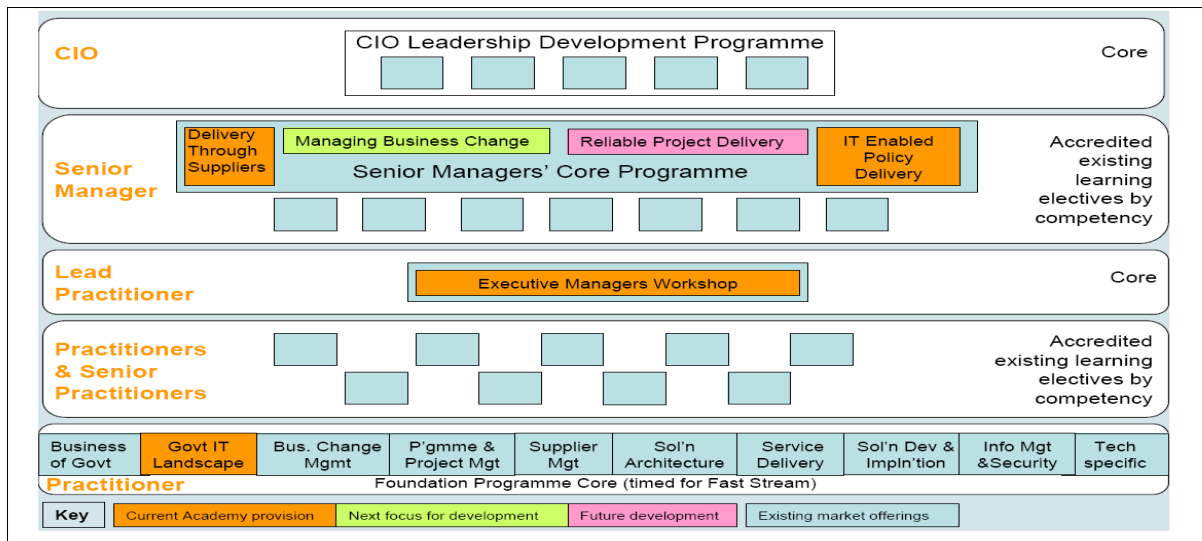 CIO
CIO Leadership Development Programme
Core
Senior
Manager
Delivery
Through
Suppliers
Managing Business Change
Reliable Project Delivery
IT Enabled
Policy
Delivery
Senior Managers' Core Programme
Accredited
existing
learning
electives by
competency
Lead
Practitioner
Executive Managers Workshop
Core
Practitioners
& Senior
Practitioners
Accredited
existing learning
electives by
competency
Business
of Govt
Govt IT
Landscape
Bus. Change
Mgmt
P'gmme &
Project Mgt
Supplier
Mgt
Sol'n
Architecture
Service
Delivery
Sol'n Dev &
Impln'tion
Info Mgt
&Security
Tech
specific
Practitioner
Foundation Programme Core (timed for Fast Stream)
Key
Current Academy provision
Next focus for development
Future development
Existing market offerings